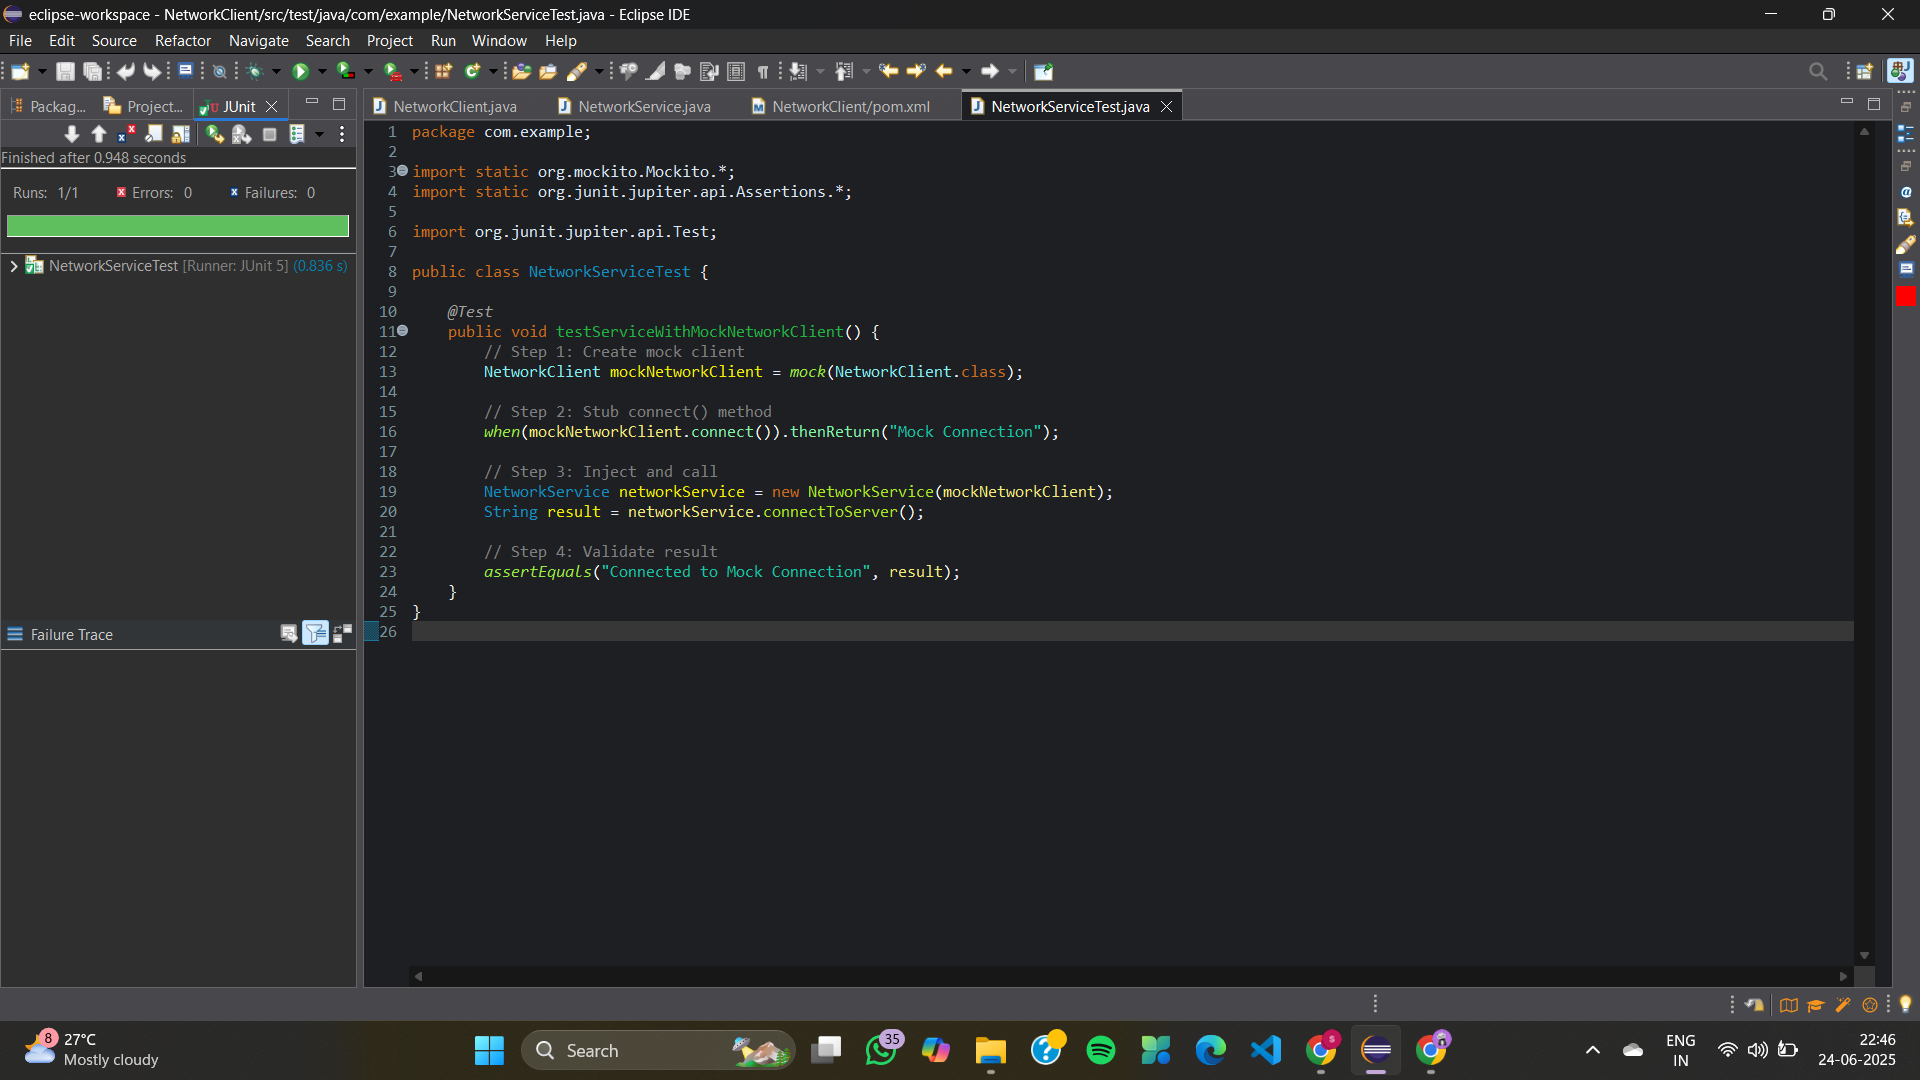 eclipse-workspace - NetworkClient/src/test/java/com/example/NetworkServiceTest.java - Eclipse IDE
File Edit Source Refactor Navigate Search Project Run Window Help
Packag... Project... JUnit
NetworkClient.java NetworkService.java NetworkClient/pom.xml NetworkServiceTest.java
Finished after 0.948 seconds
Runs: 1/1 Errors: 0 Failures: 0
NetworkServiceTest [Runner: JUnit 5] (0.836 s)
Failure Trace
1 package com.example;
2
3 import static org.mockito.Mockito.*;
4 import static org.junit.jupiter.api.Assertions.*;
5
6 import org.junit.jupiter.api.Test;
7
8 public class NetworkServiceTest {
9
10 @Test
11 public void testServiceWithMockNetworkClient() {
12 // Step 1: Create mock client
13 NetworkClient mockNetworkClient = mock(NetworkClient.class);
14
15 // Step 2: Stub connect() method
16 when(mockNetworkClient.connect()).thenReturn("Mock Connection");
17
18 // Step 3: Inject and call
19 NetworkService networkService = new NetworkService(mockNetworkClient);
20 String result = networkService.connectToServer();
21
22 // Step 4: Validate result
23 assertEquals("Connected to Mock Connection", result);
24 }
25 }
26
8 27°C
Mostly cloudy
Search
35
ENG
IN
22:46
24-06-2025